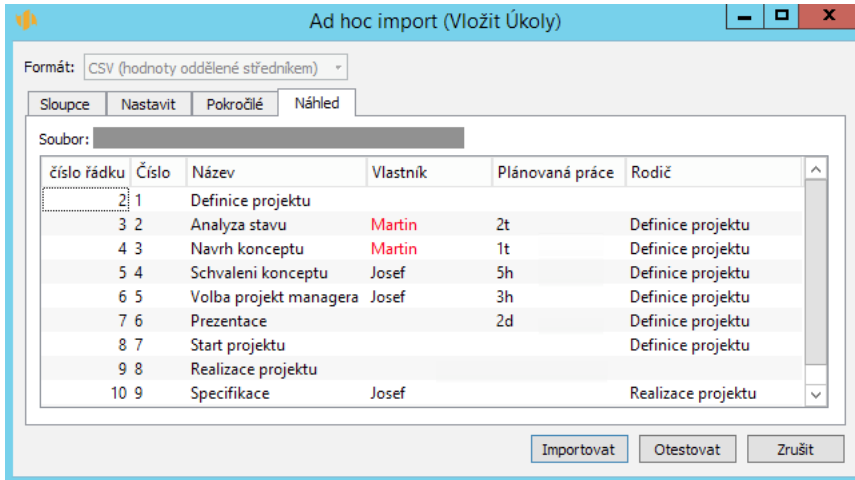 Ad hoc import (Vložit Úkoly)
Formát: CSV (hodnoty oddělené středníkem)
Sloupce Nastavit Pokročilé Náhled
Soubor:
číslo řádku Číslo Název Vlastník Plánovaná práce Rodič
2 1 Definice projektu
3 2 Analyza stavu Martin 2t Definice projektu
4 3 Navrh konceptu Martin 1t Definice projektu
5 4 Schvaleni konceptu Josef 5h Definice projektu
6 5 Volba projekt managera Josef 3h Definice projektu
7 6 Prezentace 2d Definice projektu
8 7 Start projektu Definice projektu
9 8 Realizace projektu
10 9 Specifikace Josef Realizace projektu
Importovat Otestovat Zrušit